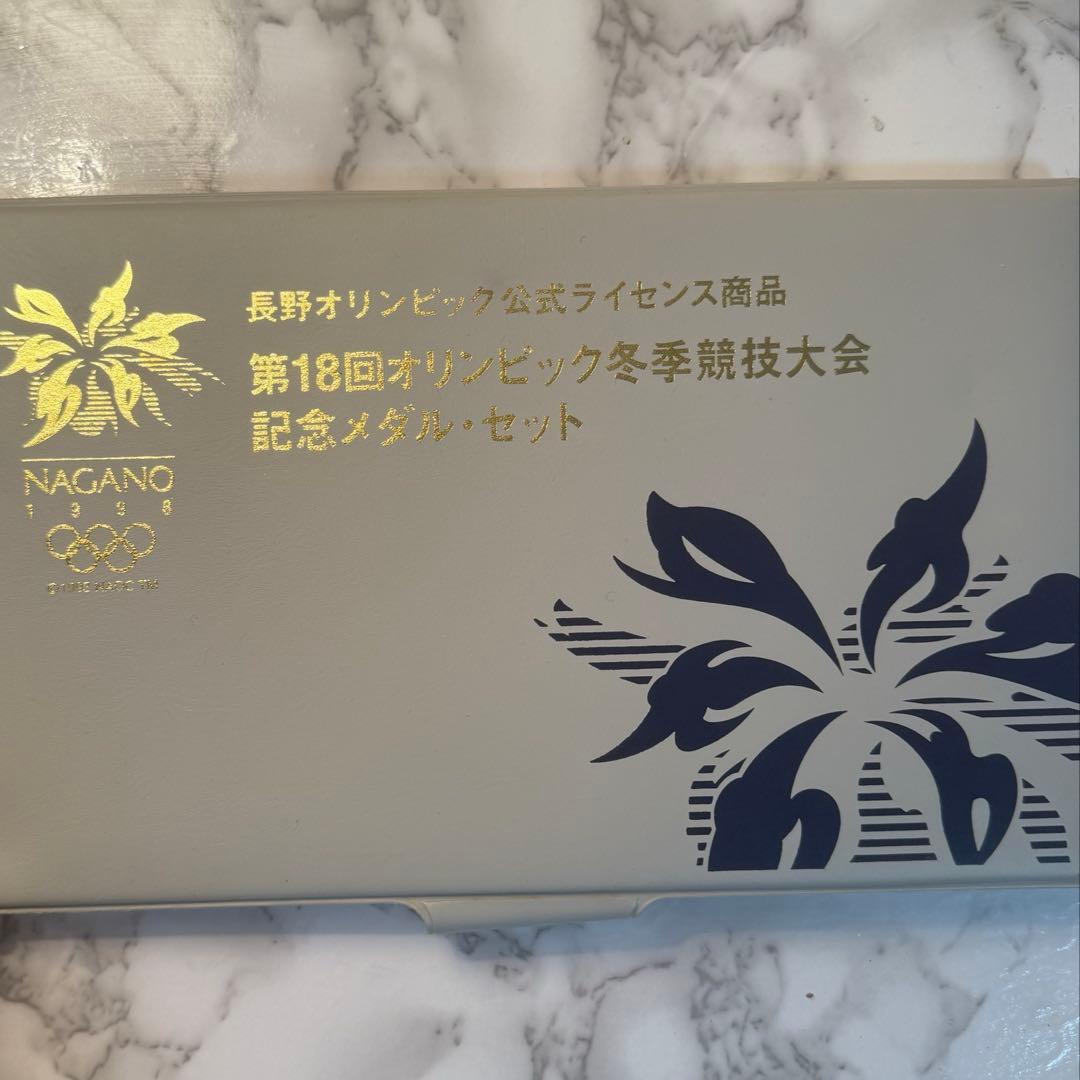 長野オリンピック公式ライセンス商品
第18回オリンピック冬季競技大会
記念メダル・セット
NAGANO
1998